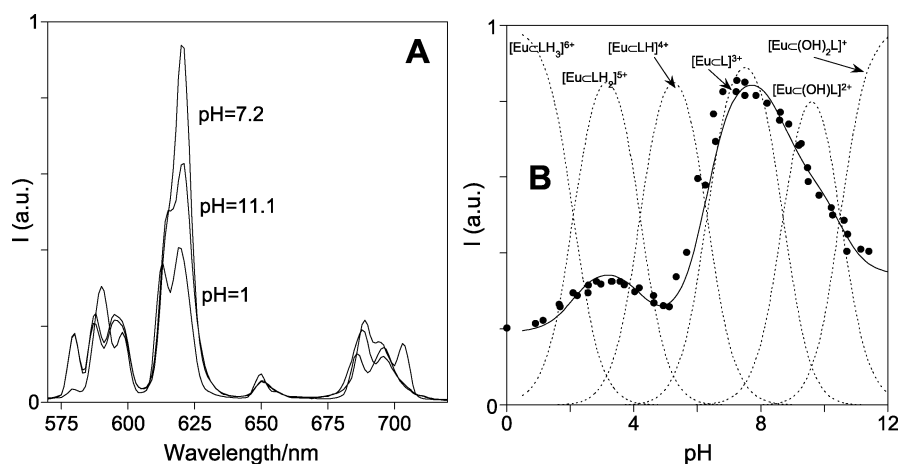 A
I (a.u.)
1
0
pH=7.2
pH=11.1
pH=1
575 600 625 650 675 700
Wavelength/nm
B
I (a.u.)
1
0
[Eu⊂LH₃]⁶⁺
[Eu⊂LH₂]⁵⁺
[Eu⊂LH]⁴⁺
[Eu⊂L]³⁺
[Eu⊂(OH)₂L]⁺
[Eu⊂(OH)L]²⁺
0 4 8 12
pH